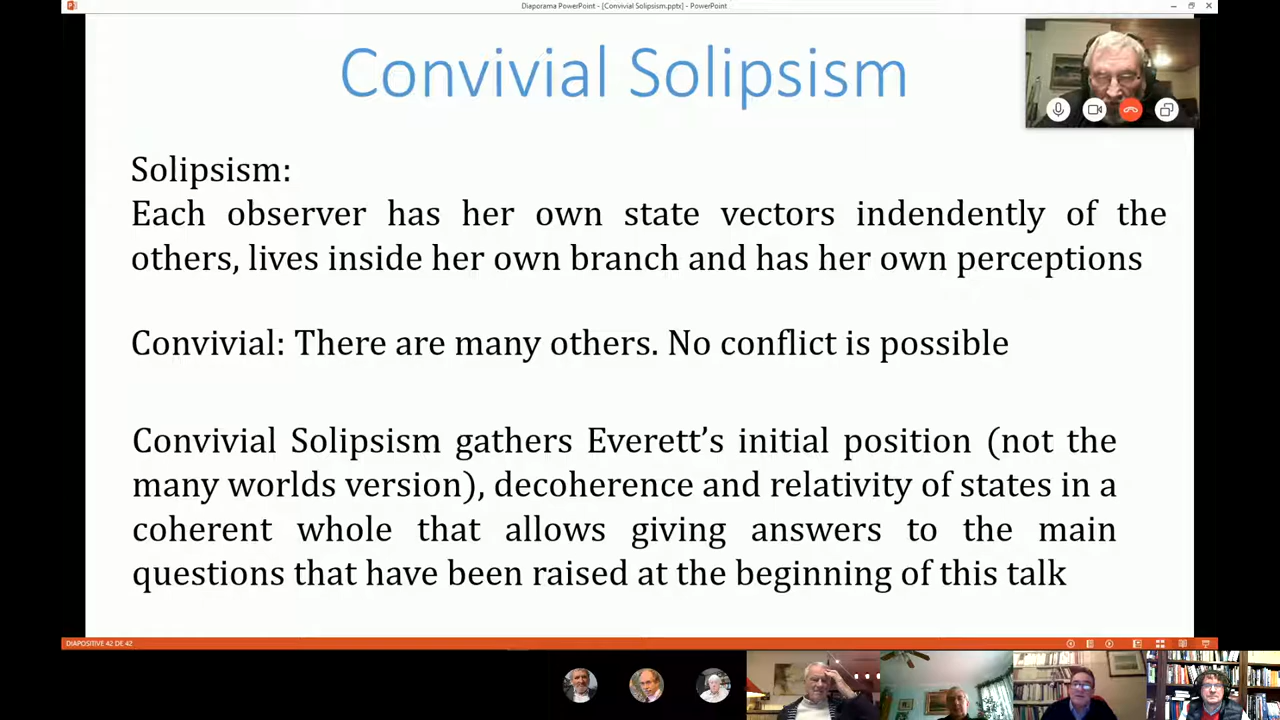 Diaporama PowerPoint - [Convivial Solipsism.pptx] - PowerPoint
Convivial Solipsism
Solipsism:
Each observer has her own state vectors indendently of the
others, lives inside her own branch and has her own perceptions
Convivial: There are many others. No conflict is possible
Convivial Solipsism gathers Everett’s initial position (not the
many worlds version), decoherence and relativity of states in a
coherent whole that allows giving answers to the main
questions that have been raised at the beginning of this talk
DIAPOSITIVE 42 DE 42